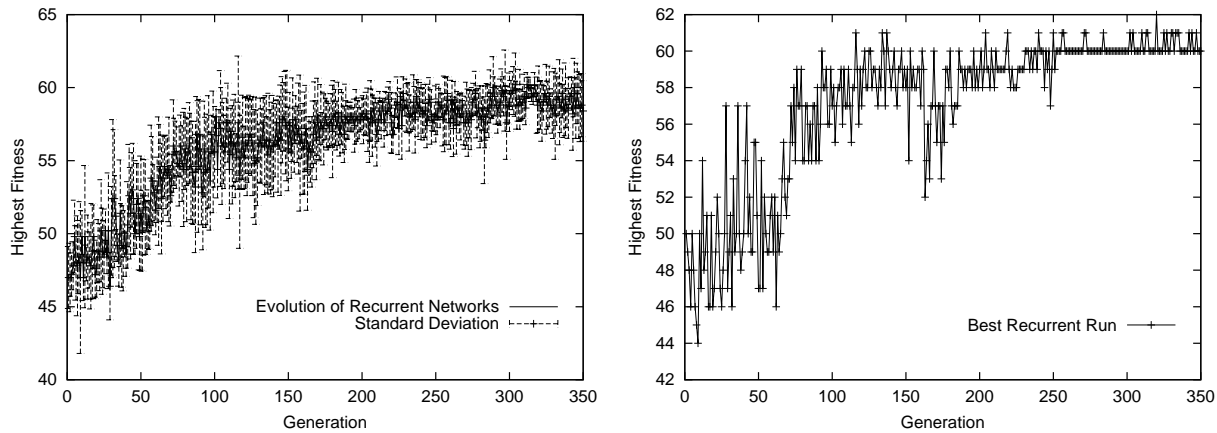 65
60
55
50
45
40
Highest Fitness
0 50 100 150 200 250 300 350
Generation
Evolution of Recurrent Networks
Standard Deviation
62
60
58
56
54
52
50
48
46
44
42
Highest Fitness
0 50 100 150 200 250 300 350
Generation
Best Recurrent Run